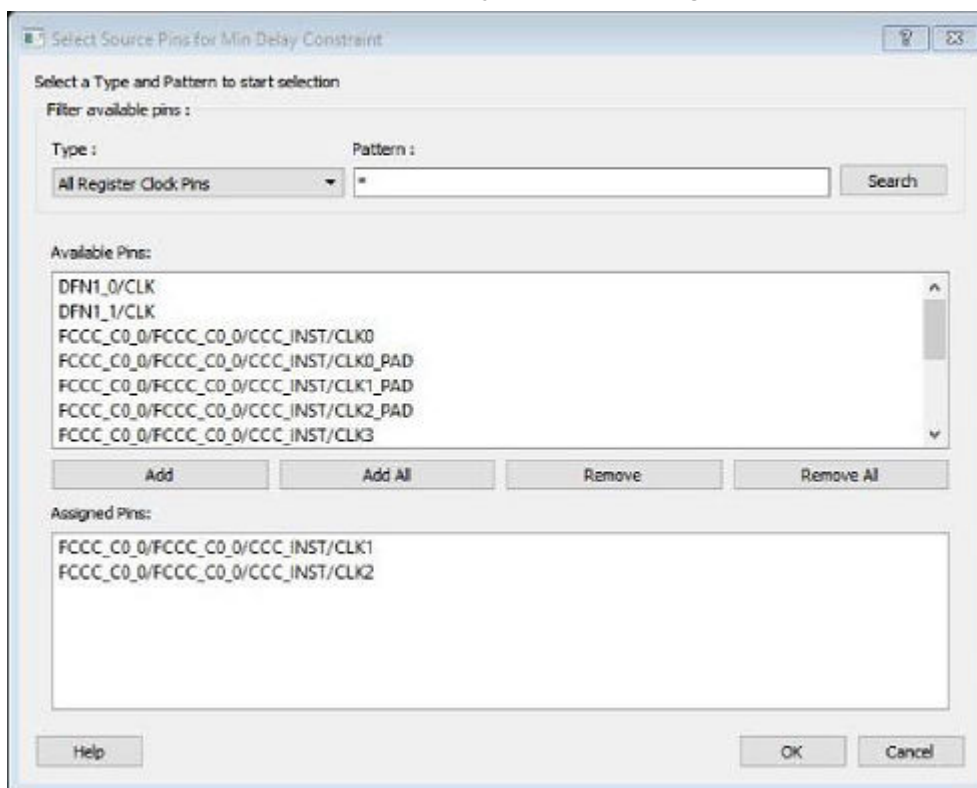 Select Source Pins for Min Delay Constraint
Select a Type and Pattern to start selection
Filter available pins :
Type : Pattern :
All Register Clock Pins * Search
Available Pins:
DFN1_0/CLK
DFN1_1/CLK
FCCC_C0_0/FCCC_C0_0/CCC_INST/CLK0
FCCC_C0_0/FCCC_C0_0/CCC_INST/CLK0_PAD
FCCC_C0_0/FCCC_C0_0/CCC_INST/CLK1_PAD
FCCC_C0_0/FCCC_C0_0/CCC_INST/CLK2_PAD
FCCC_C0_0/FCCC_C0_0/CCC_INST/CLK3
Add Add All Remove Remove All
Assigned Pins:
FCCC_C0_0/FCCC_C0_0/CCC_INST/CLK1
FCCC_C0_0/FCCC_C0_0/CCC_INST/CLK2
Help OK Cancel